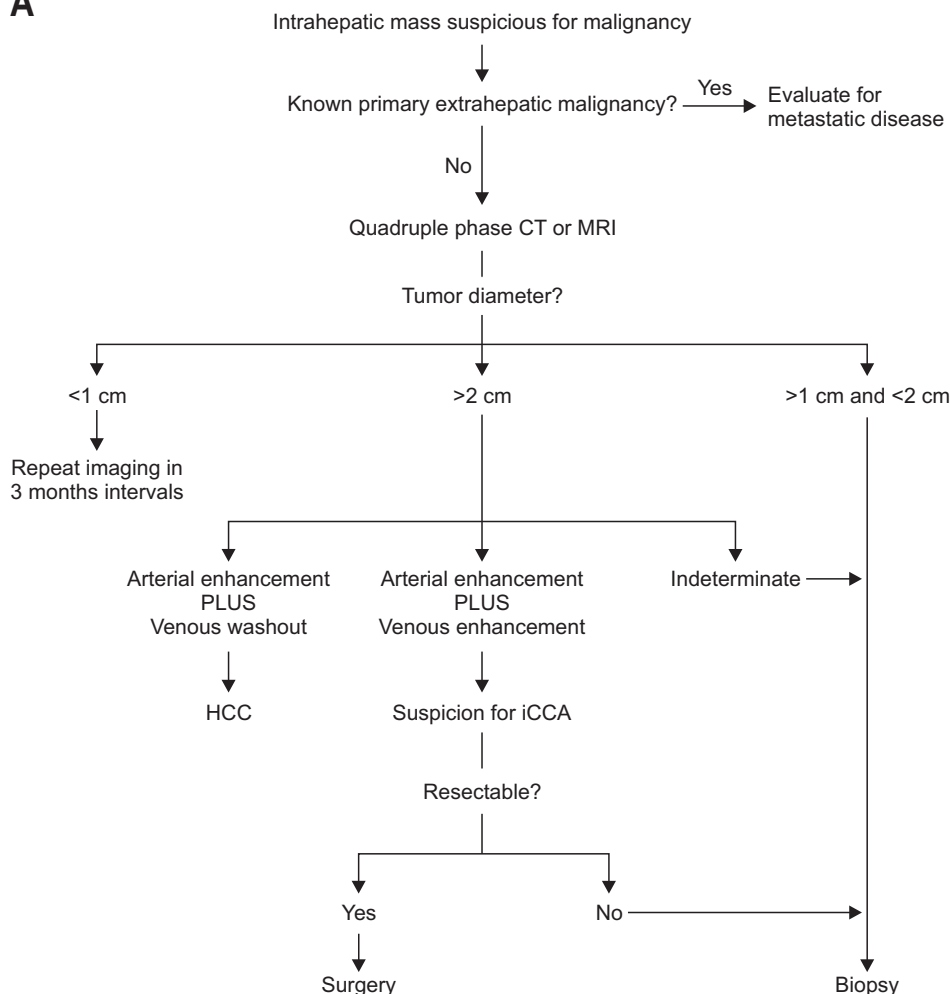 A
Intrahepatic mass suspicious for malignancy
Known primary extrahepatic malignancy?
Yes
Evaluate for
metastatic disease
No
Quadruple phase CT or MRI
Tumor diameter?
<1 cm
>2 cm
>1 cm and <2 cm
Repeat imaging in
3 months intervals
Arterial enhancement
PLUS
Venous washout
Arterial enhancement
PLUS
Venous enhancement
Indeterminate
HCC
Suspicion for iCCA
Resectable?
Yes
No
Surgery
Biopsy